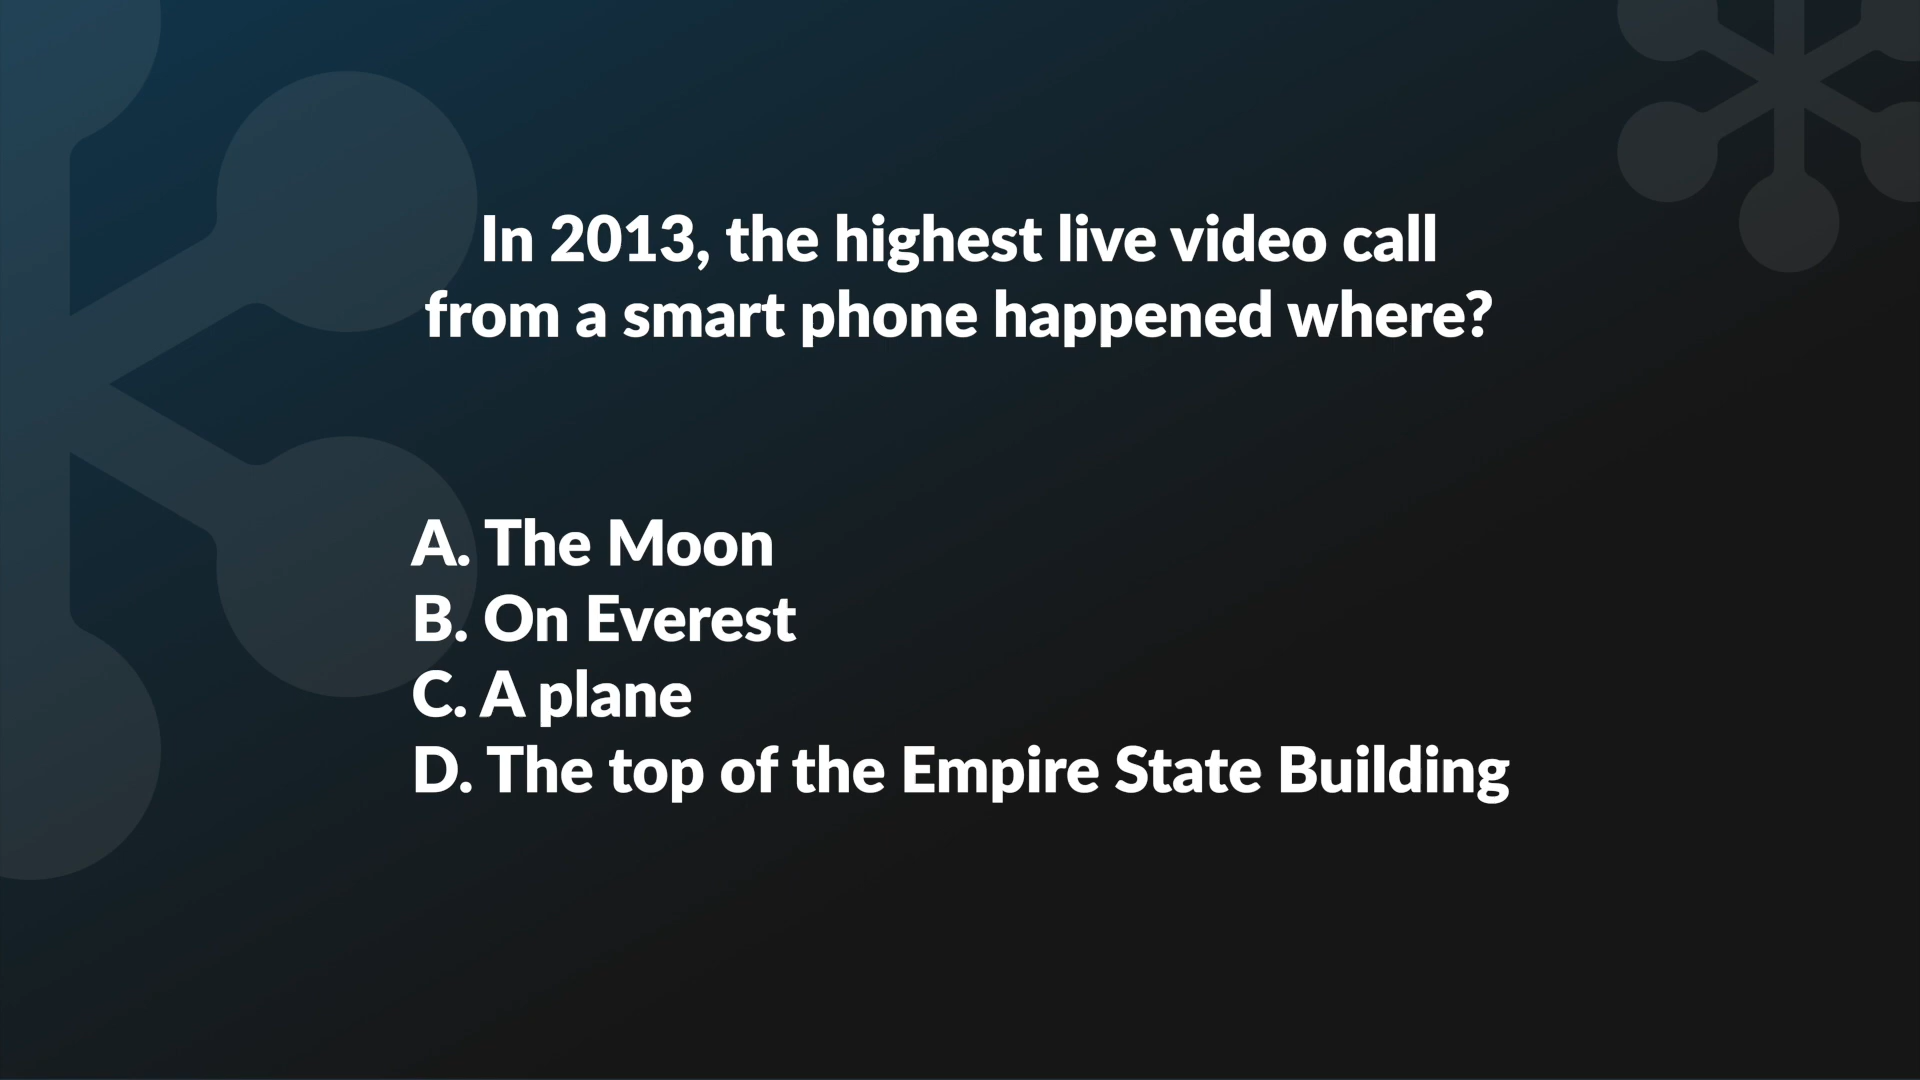 In 2013, the highest live video call
from a smart phone happened where?
A. The Moon
B. On Everest
C. A plane
D. The top of the Empire State Building